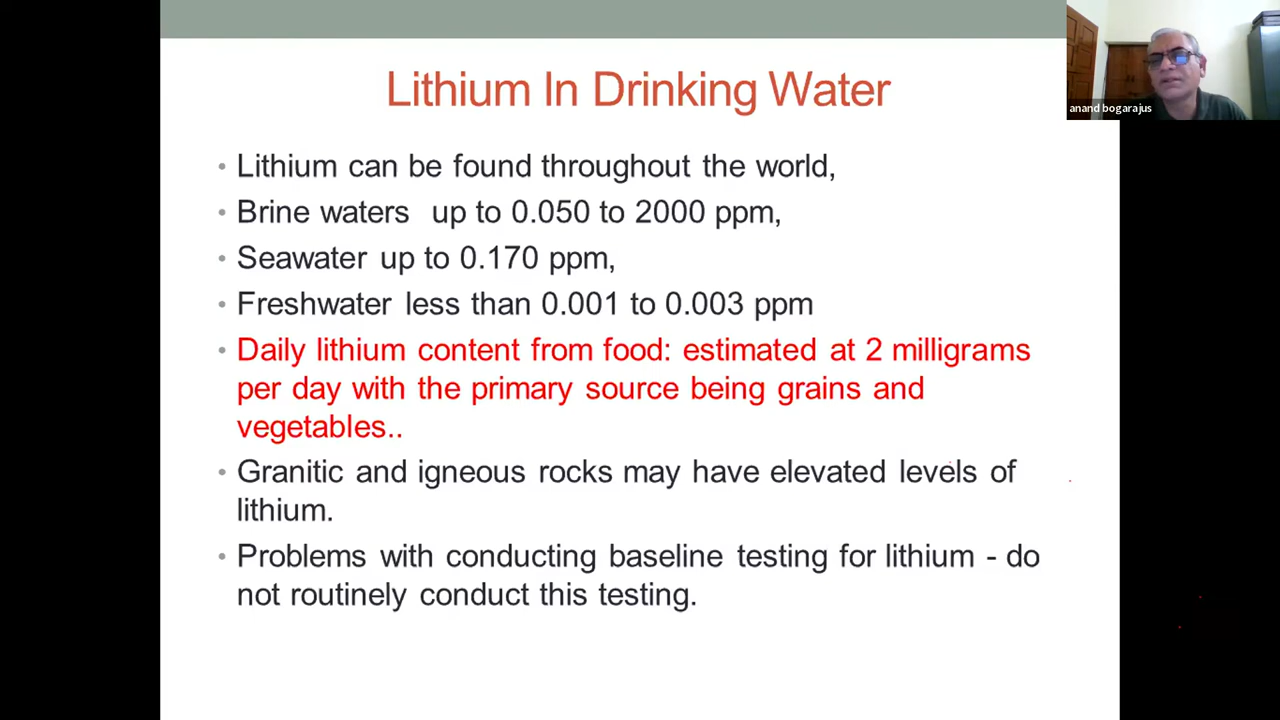 Lithium In Drinking Water
anand bogarajus
• Lithium can be found throughout the world,
• Brine waters up to 0.050 to 2000 ppm,
• Seawater up to 0.170 ppm,
• Freshwater less than 0.001 to 0.003 ppm
• Daily lithium content from food: estimated at 2 milligrams
per day with the primary source being grains and
vegetables..
• Granitic and igneous rocks may have elevated levels of
lithium.
• Problems with conducting baseline testing for lithium - do
not routinely conduct this testing.